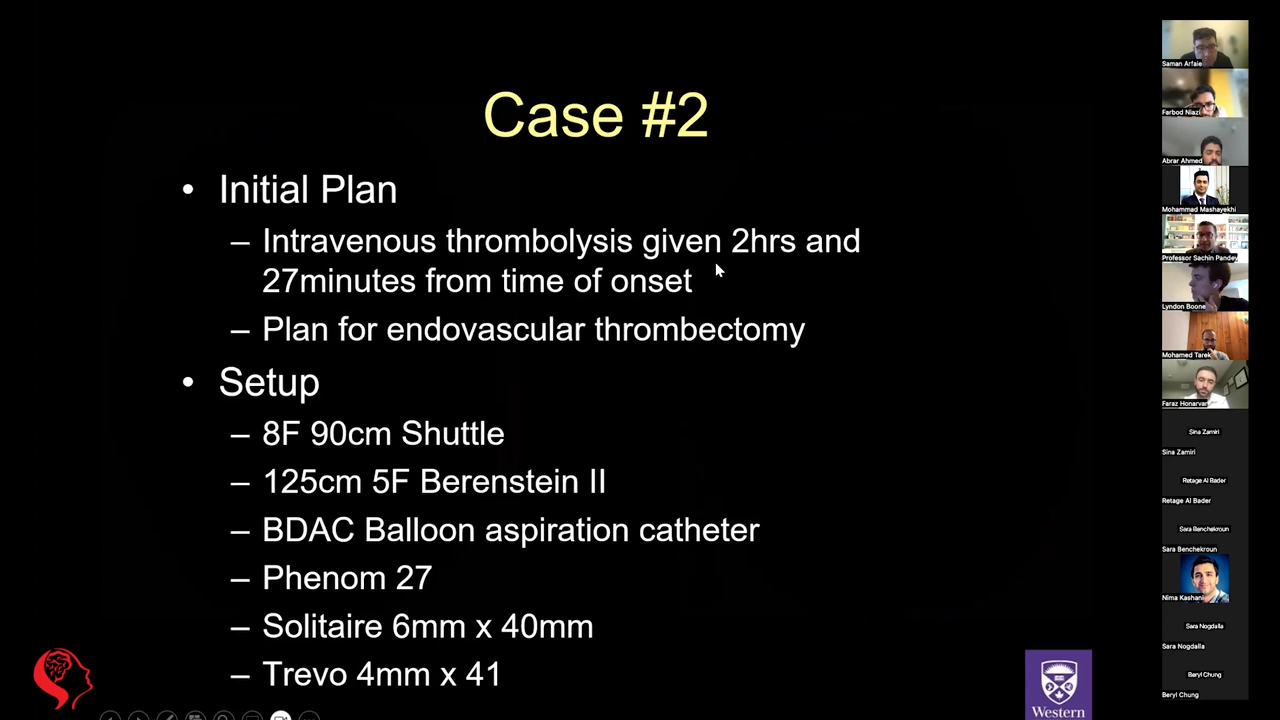 Case #2
• Initial Plan
– Intravenous thrombolysis given 2hrs and
27minutes from time of onset
– Plan for endovascular thrombectomy
• Setup
– 8F 90cm Shuttle
– 125cm 5F Berenstein II
– BDAC Balloon aspiration catheter
– Phenom 27
– Solitaire 6mm x 40mm
– Trevo 4mm x 41
Western
Saman Arfaie
Farbod Niazi
Abrar Ahmed
Mohammad Mashayekhi
Professor Sachin Pandey
Lyndon Boone
Mohamed Tarek
Faraz Honarvar
Sina Zamiri
Sina Zamiri
Retage Al Bader
Retage Al Bader
Sara Benchekroun
Sara Benchekroun
Nima Kashani
Sara Nogdalla
Sara Nogdalla
Beryl Chung
Beryl Chung